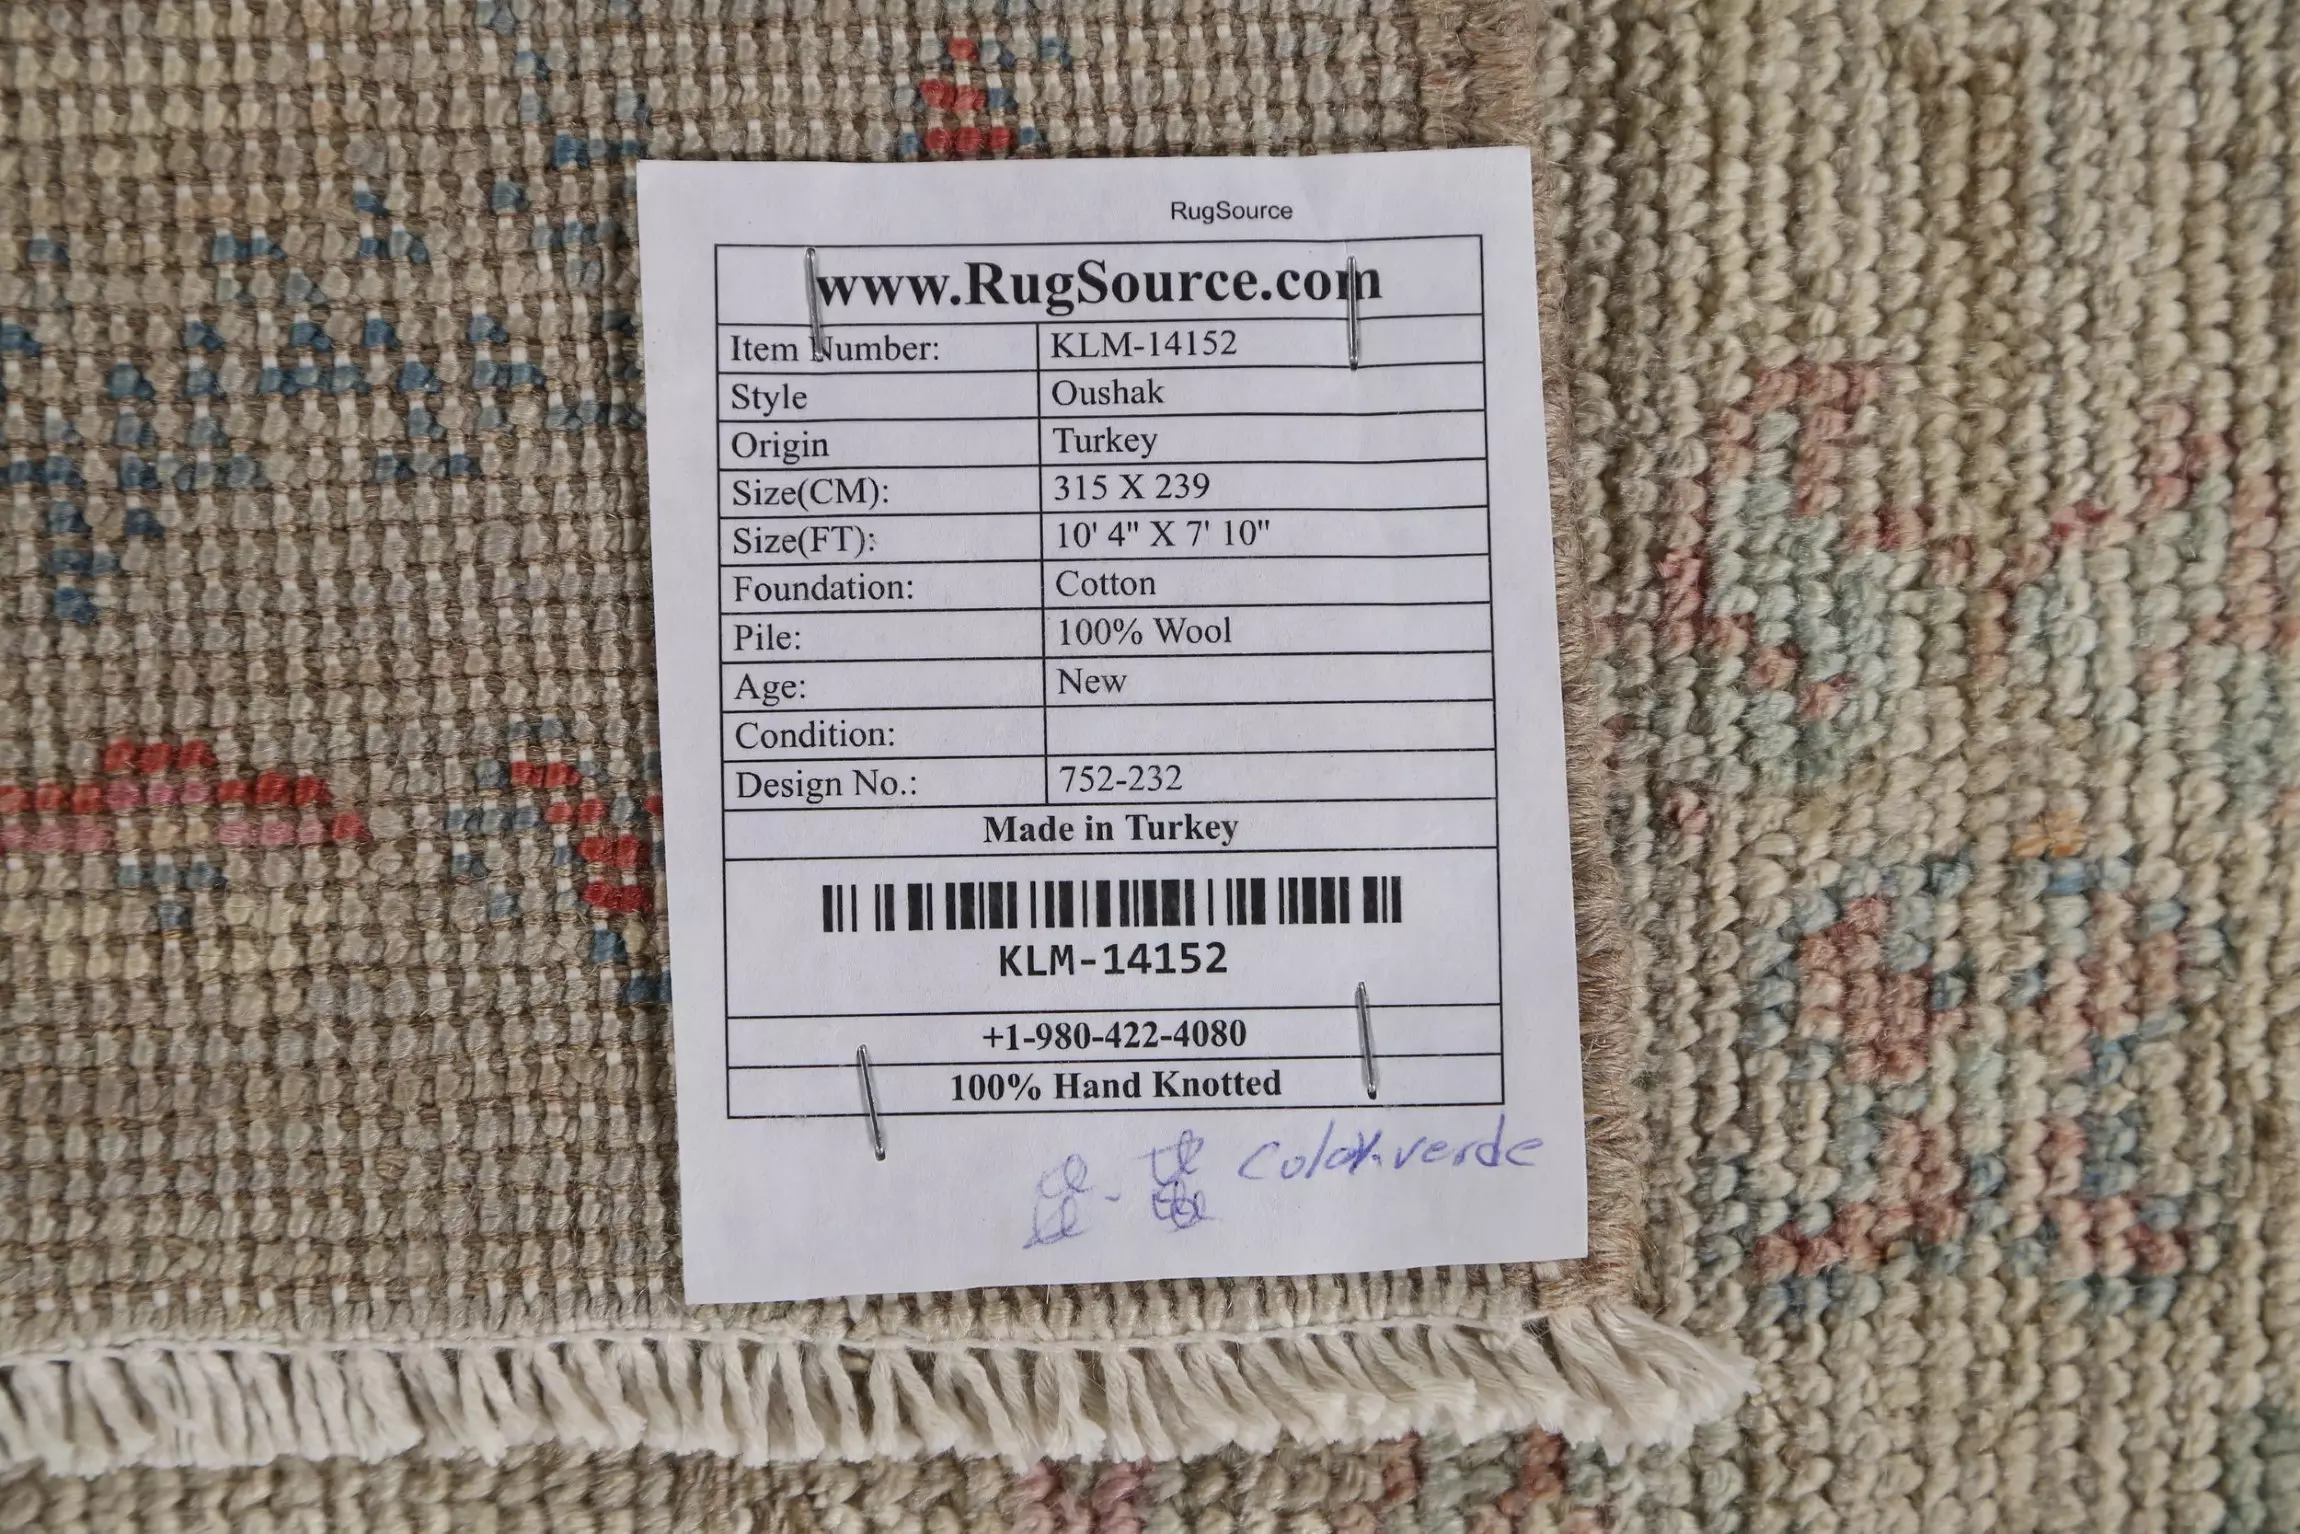 RugSource
www.RugSource.com
Item Number: KLM-14152
Style Oushak
Origin Turkey
Size(CM): 315 X 239
Size(FT): 10' 4" X 7' 10"
Foundation: Cotton
Pile: 100% Wool
Age: New
Condition:
Design No.: 752-232
Made in Turkey
KLM-14152
+1-980-422-4080
100% Hand Knotted
Color.verde